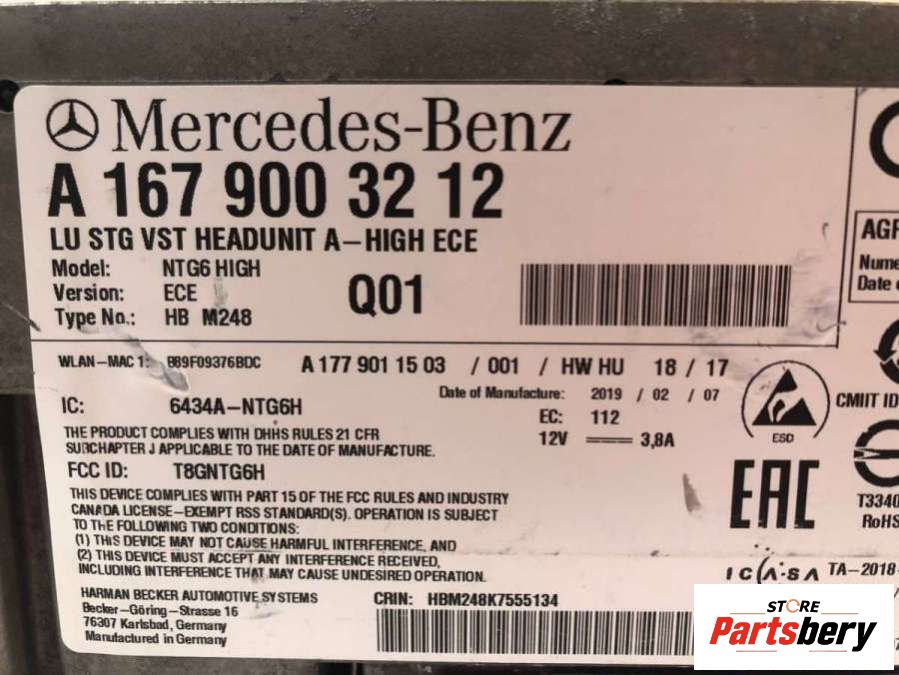 Mercedes-Benz
A 167 900 32 12
LU STG VST HEADUNIT A-HIGH ECE
Model: NTG6 HIGH
Version: ECE
Q01
Type No.: HB M248
WLAN-MAC 1: B89F09376BDC A 177 901 15 03 / 001 / HW HU 18 / 17
Date of Manufacture: 2019 / 02 / 07
IC: 6434A-NTG6H
EC: 112
12V 3,8A
THE PRODUCT COMPLIES WITH DHHS RULES 21 CFR
SUBCHAPTER J APPLICABLE TO THE DATE OF MANUFACTURE.
FCC ID: T8GNTG6H
THIS DEVICE COMPLIES WITH PART 15 OF THE FCC RULES AND INDUSTRY
CANADA LICENSE-EXEMPT RSS STANDARD(S). OPERATION IS SUBJECT
TO THE FOLLOWING TWO CONDITIONS:
(1) THIS DEVICE MAY NOT CAUSE HARMFUL INTERFERENCE, AND
(2) THIS DEVICE MUST ACCEPT ANY INTERFERENCE RECEIVED,
INCLUDING INTERFERENCE THAT MAY CAUSE UNDESIRED OPERATION.
HARMAN BECKER AUTOMOTIVE SYSTEMS
Becker-Göring-Strasse 16
76307 Karlsbad, Germany
Manufactured in Germany
CRIN: HBM248K7555134
ESD
EAC
ICASA TA-2018-
AGR
Nume
Date
CMIIT ID
T3340
RoHS
STORE
Partsbery